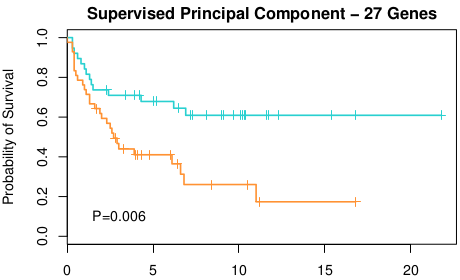 Supervised Principal Component − 27 Genes
Probability of Survival
1.0
0.8
0.6
0.4
0.2
0.0
P=0.006
0 5 10 15 20